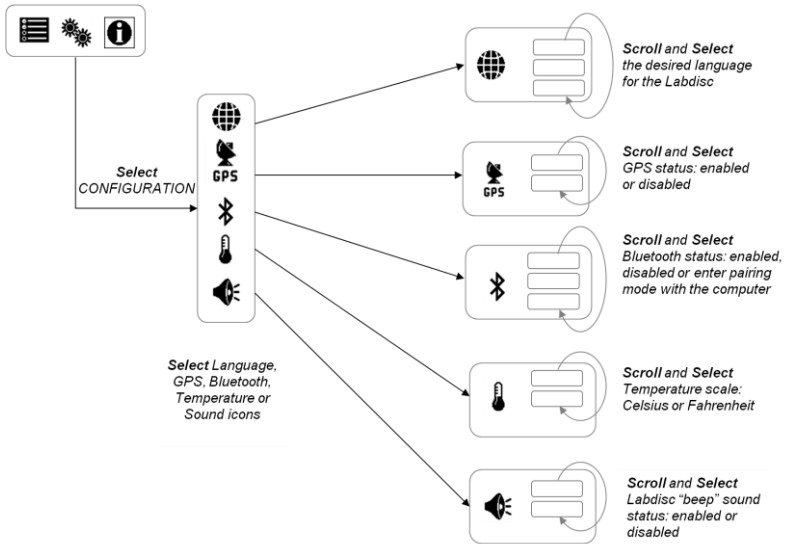 Select
CONFIGURATION
GPS
Select Language,
GPS, Bluetooth,
Temperature or
Sound icons
Scroll and Select
the desired language
for the Labdisc
GPS
Scroll and Select
GPS status: enabled
or disabled
Scroll and Select
Bluetooth status: enabled,
disabled or enter pairing
mode with the computer
Scroll and Select
Temperature scale:
Celsius or Fahrenheit
Scroll and Select
Labdisc “beep” sound
status: enabled or
disabled